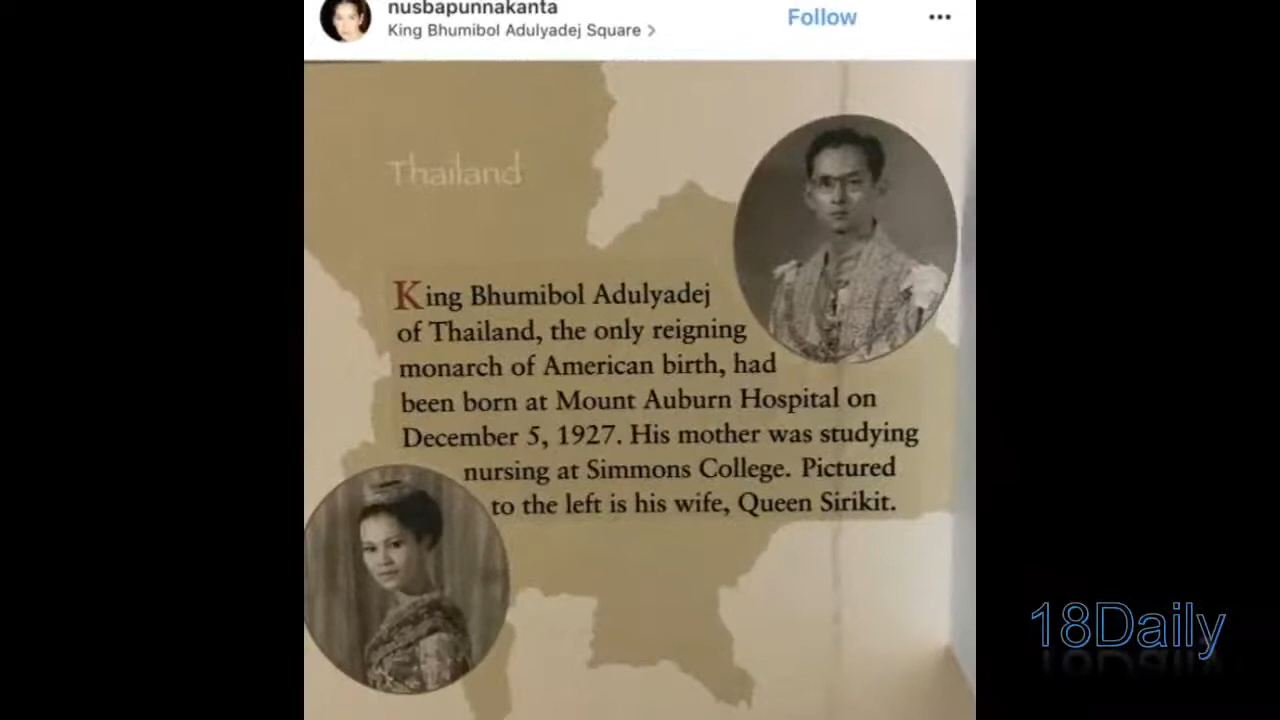 nusbapunnakanta
King Bhumibol Adulyadej Square >
Follow
Thailand
King Bhumibol Adulyadej
of Thailand, the only reigning
monarch of American birth, had
been born at Mount Auburn Hospital on
December 5, 1927. His mother was studying
nursing at Simmons College. Pictured
to the left is his wife, Queen Sirikit.
18Daily